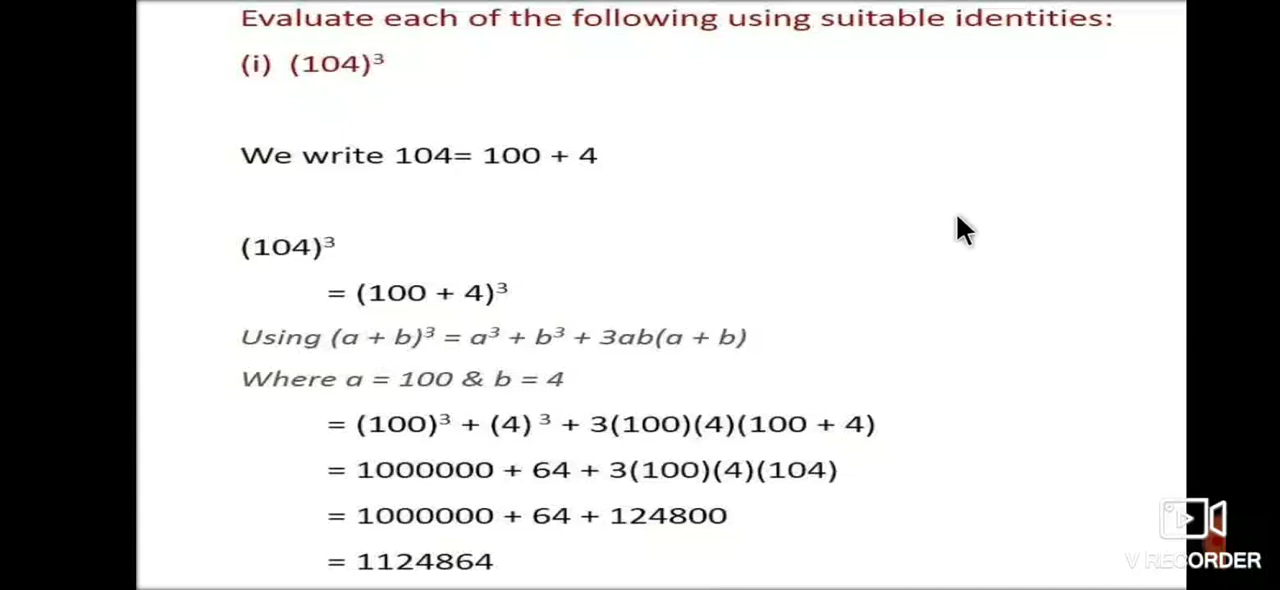 Evaluate each of the following using suitable identities:
(i) (104)³
We write 104= 100 + 4
(104)³
= (100 + 4)³
Using (a + b)³ = a³ + b³ + 3ab(a + b)
Where a = 100 & b = 4
= (100)³ + (4) ³ + 3(100)(4)(100 + 4)
= 1000000 + 64 + 3(100)(4)(104)
= 1000000 + 64 + 124800
= 1124864
V RECORDER